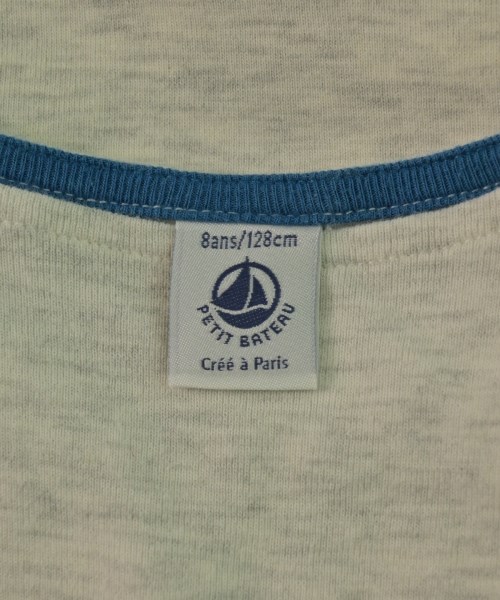 8ans/128cm
PETIT BATEAU
Créé à Paris